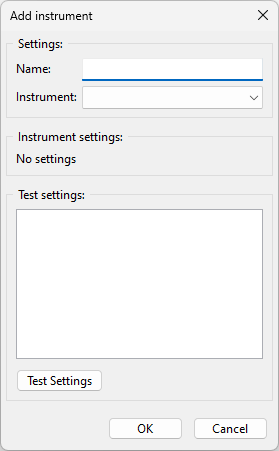 Add instrument
Settings:
Name:
Instrument:
Instrument settings:
No settings
Test settings:
Test Settings
OK
Cancel